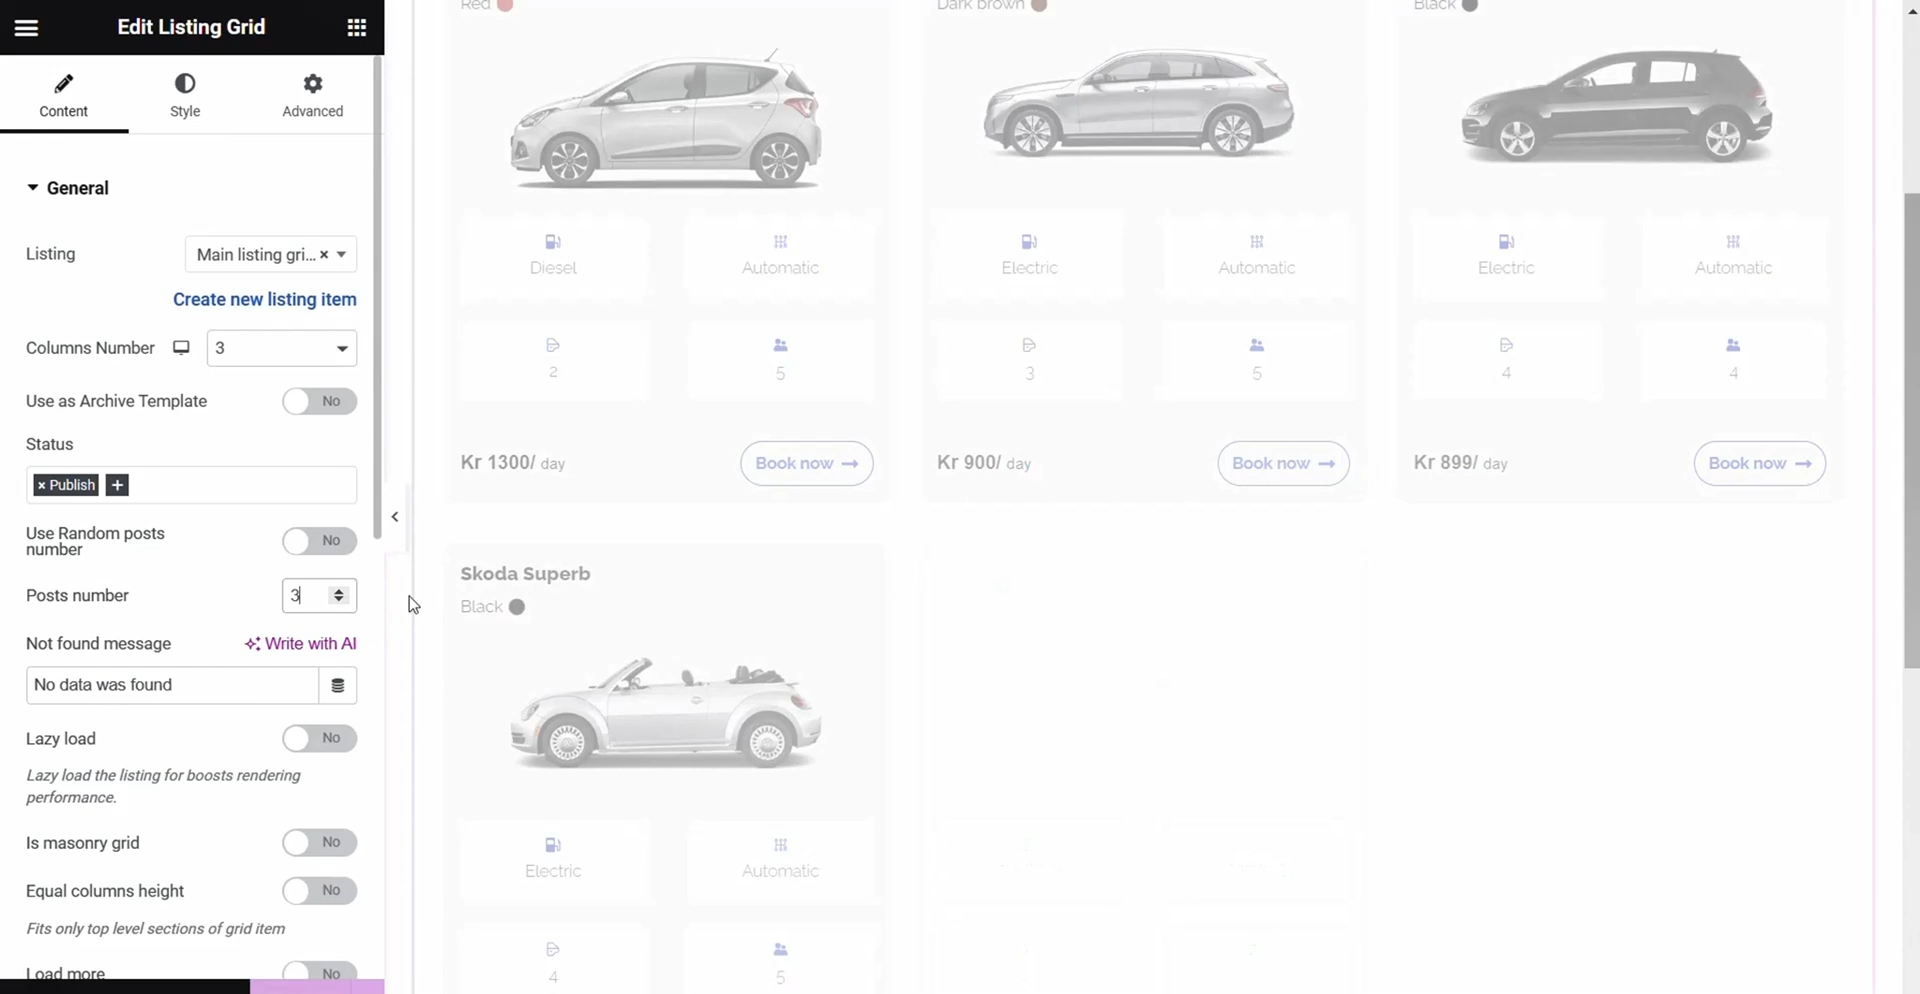 Edit Listing Grid
Content
Style
Advanced
General
Listing
Main listing gri... ×
Create new listing item
Columns Number
3
Use as Archive Template
No
Status
× Publish
+
Use Random posts number
No
Posts number
3
Not found message
Write with AI
No data was found
Lazy load
No
Lazy load the listing for boosts rendering
performance.
Is masonry grid
No
Equal columns height
No
Fits only top level sections of grid item
Load more
No
Red
Dark brown
Black
Diesel
Automatic
Electric
Automatic
Electric
Automatic
2
5
3
5
4
4
Kr 1300/ day
Book now →
Kr 900/ day
Book now →
Kr 899/ day
Book now →
Skoda Superb
Black
Electric
Automatic
4
5